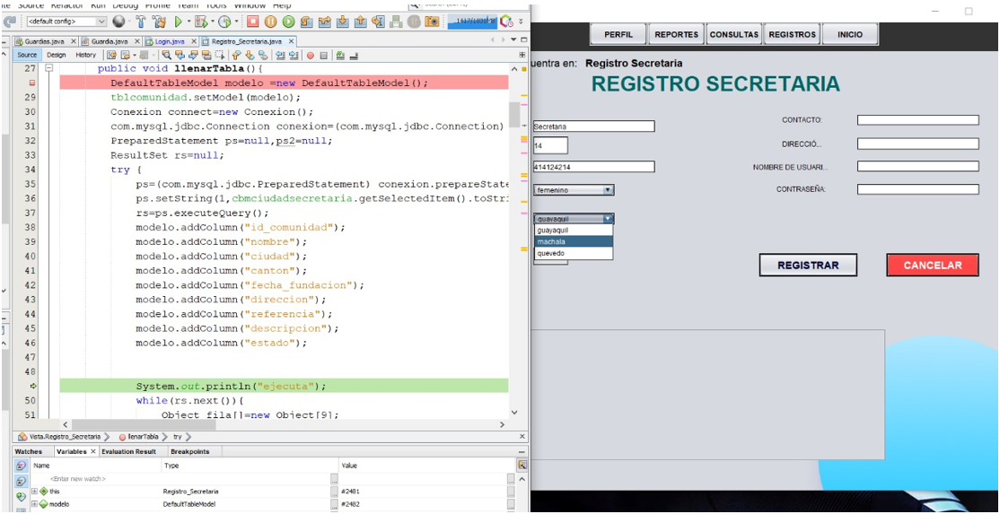 Source Refactor Run Debug Profile Team Tools Window Help
<default config>
Guardias.java Guardia.java Login.java Registro_Secretaria.java
Source Design History
27 public void llenarTabla(){
DefaultTableModel modelo =new DefaultTableModel();
29 tblcomunidad.setModel(modelo);
30 Conexion connect=new Conexion();
31 com.mysql.jdbc.Connection conexion=(com.mysql.jdbc.Connection)
32 PreparedStatement ps=null,ps2=null;
33 ResultSet rs=null;
34 try {
35 ps=(com.mysql.jdbc.PreparedStatement) conexion.prepareState
36 ps.setString(1,cbmciudadsecretaria.getSelectedItem().toStri
37 rs=ps.executeQuery();
38 modelo.addColumn("id_comunidad");
39 modelo.addColumn("nombre");
40 modelo.addColumn("ciudad");
41 modelo.addColumn("canton");
42 modelo.addColumn("fecha_fundacion");
43 modelo.addColumn("direccion");
44 modelo.addColumn("referencia");
45 modelo.addColumn("descripcion");
46 modelo.addColumn("estado");
47
48
System.out.println("ejecuta");
50 while(rs.next()){
51 Object fila[]=new Object[9];
Vista.Registro_Secretaria llenarTabla try
Watches Variables Evaluation Result Breakpoints
Name Type Value
<Enter new watch>
this Registro_Secretaria #2481
modelo DefaultTableModel #2482
PERFIL REPORTES CONSULTAS REGISTROS INICIO
uentra en: Registro Secretaria
REGISTRO SECRETARIA
Secretaria CONTACTO:
14 DIRECCIÓ...
414124214 NOMBRE DE USUARI...
femenino CONTRASEÑA:
guayaquil
guayaquil
machala
quevedo
REGISTRAR CANCELAR